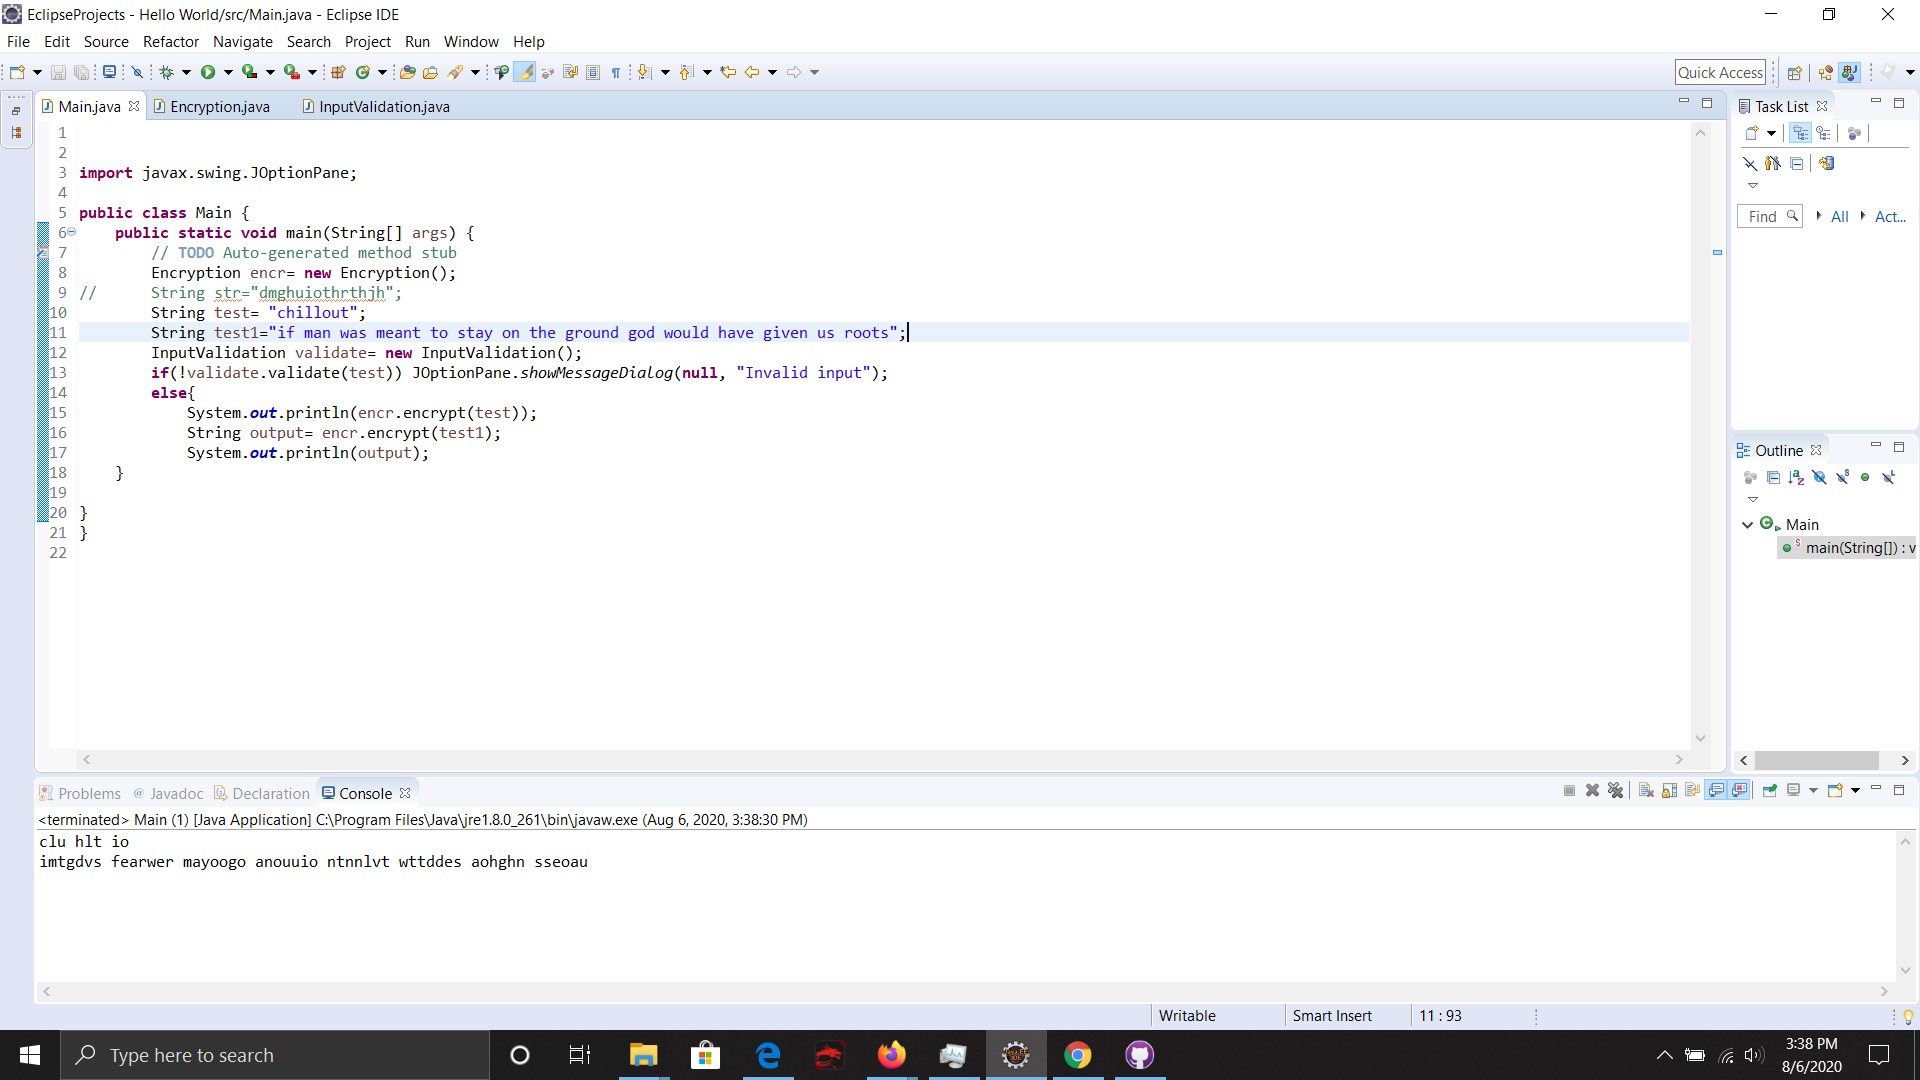 EclipseProjects - Hello World/src/Main.java - Eclipse IDE
File Edit Source Refactor Navigate Search Project Run Window Help
Quick Access
Main.java Encryption.java InputValidation.java
1
2
3 import javax.swing.JOptionPane;
4
5 public class Main {
6 public static void main(String[] args) {
7 // TODO Auto-generated method stub
8 Encryption encr= new Encryption();
9 // String str="dmghuiothrthjh";
10 String test= "chillout";
11 String test1="if man was meant to stay on the ground god would have given us roots";
12 InputValidation validate= new InputValidation();
13 if(!validate.validate(test)) JOptionPane.showMessageDialog(null, "Invalid input");
14 else{
15 System.out.println(encr.encrypt(test));
16 String output= encr.encrypt(test1);
17 System.out.println(output);
18 }
19
20 }
21 }
22
Task List
Find All Act...
Outline
Main
main(String[]) : v
Problems @ Javadoc Declaration Console
<terminated> Main (1) [Java Application] C:\Program Files\Java\jre1.8.0_261\bin\javaw.exe (Aug 6, 2020, 3:38:30 PM)
clu hlt io
imtgdvs fearwer mayoogo anouuio ntnnlvt wttddes aohghn sseoau
Writable Smart Insert 11 : 93
Type here to search
3:38 PM
8/6/2020